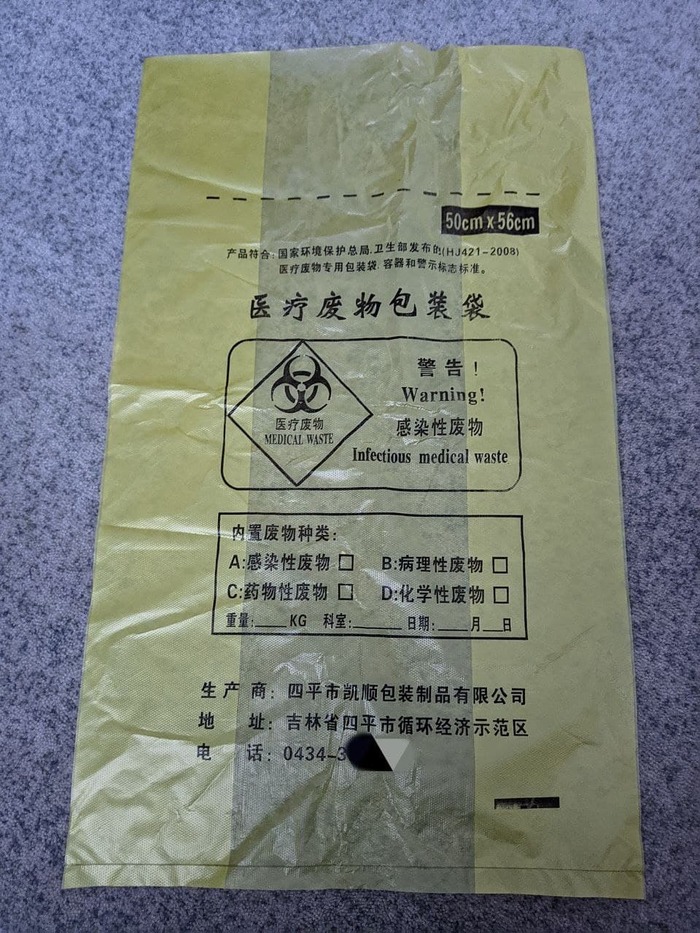 50cm x 56cm
产品符合:国家环境保护总局.卫生部发布的(HJ421-2008)
医疗废物专用包装袋.容器和警示标志标准。
医疗废物包装袋
医疗废物
MEDICAL WASTE
警告!
Warning!
感染性废物
Infectious medical waste
内置废物种类:
A:感染性废物 □ B:病理性废物 □
C:药物性废物 □ D:化学性废物 □
重量:____KG 科室:______ 日期:____月___日
生产商: 四平市凯顺包装制品有限公司
地 址: 吉林省四平市循环经济示范区
电 话: 0434-3